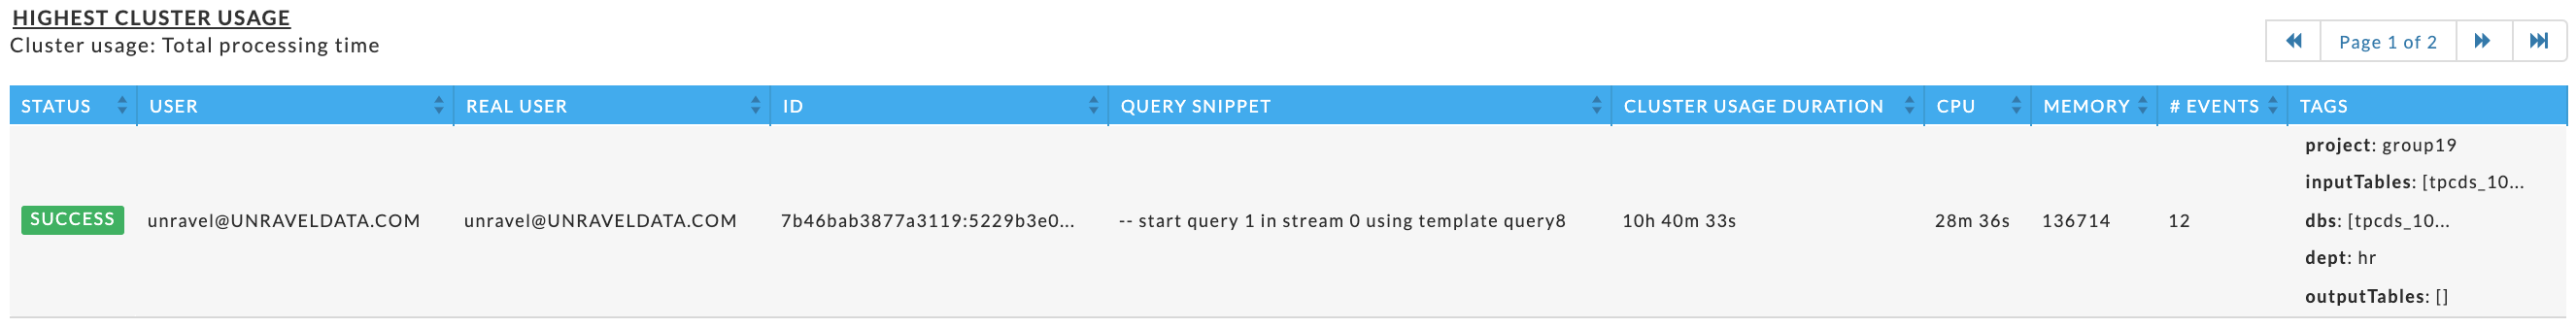 HIGHEST CLUSTER USAGE
Cluster usage: Total processing time
Page 1 of 2
STATUS USER REAL USER ID QUERY SNIPPET CLUSTER USAGE DURATION CPU MEMORY # EVENTS TAGS
project: group19
inputTables: [tpcds_10...
SUCCESS unravel@UNRAVELDATA.COM unravel@UNRAVELDATA.COM 7b46bab3877a3119:5229b3e0... -- start query 1 in stream 0 using template query8 10h 40m 33s 28m 36s 136714 12 dbs: [tpcds_10...
dept: hr
outputTables: []